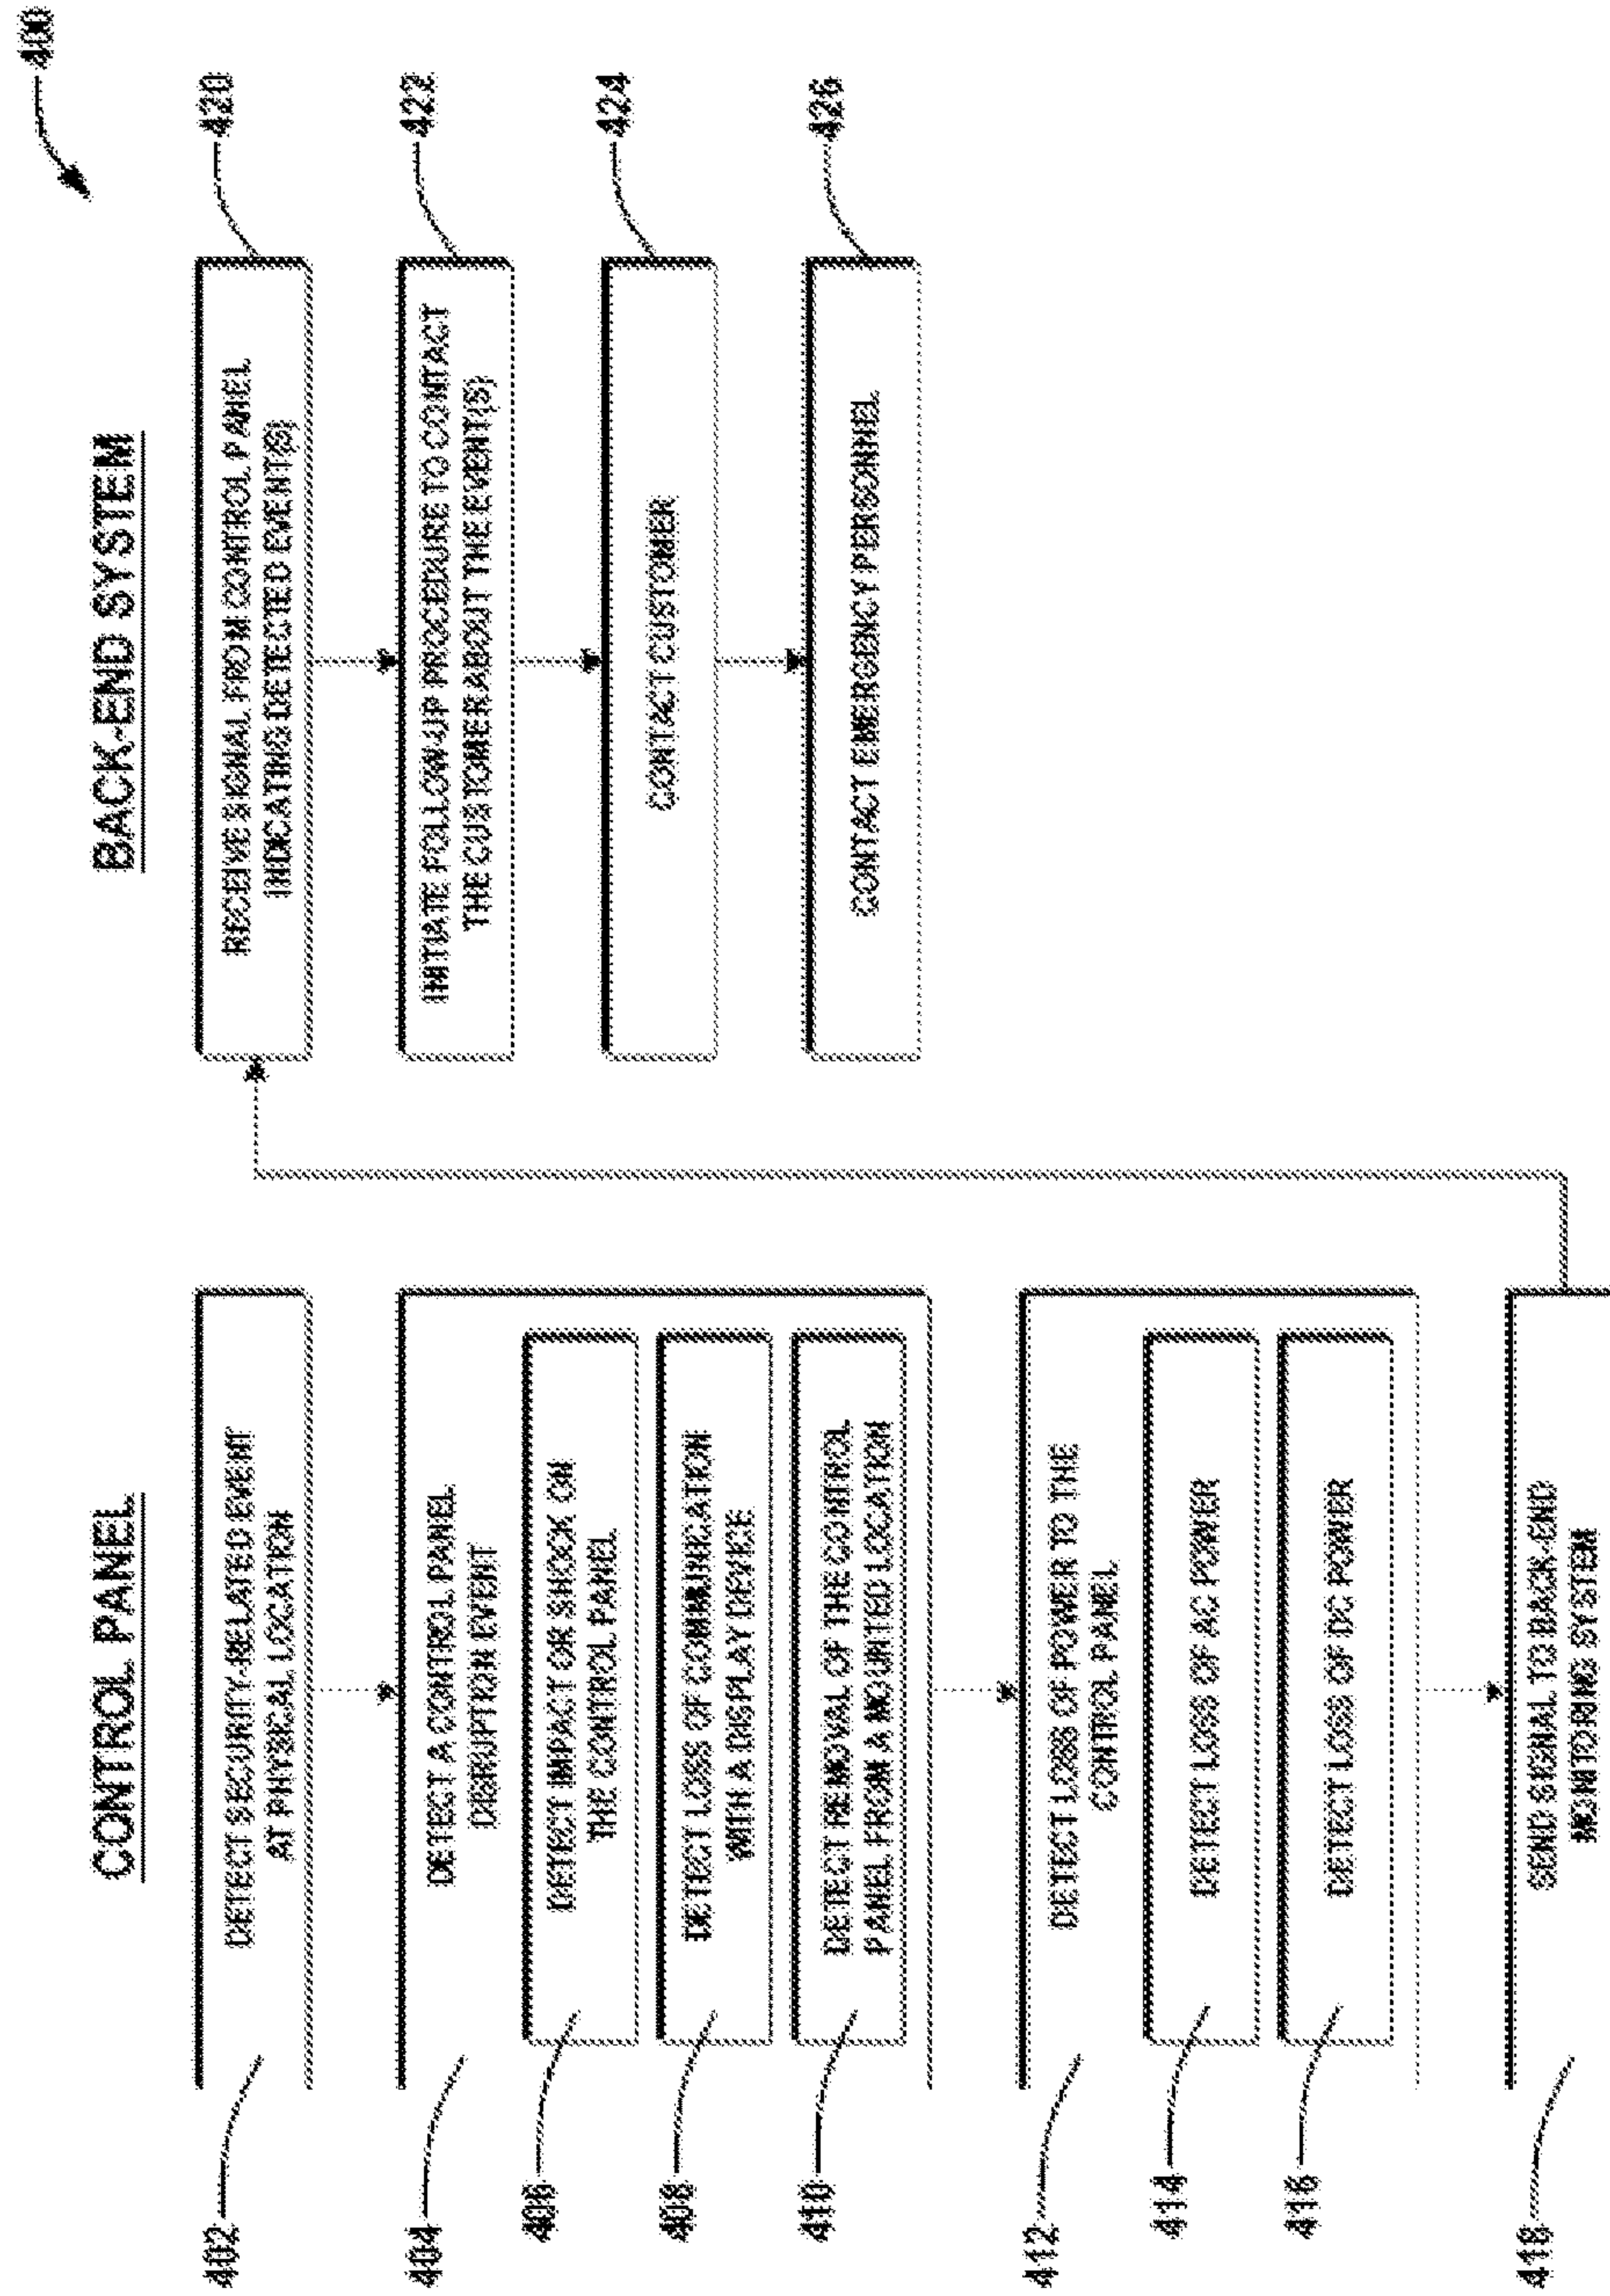 400
CONTROL PANEL
402
DETECT SECURITY-RELATED EVENT
AT PHYSICAL LOCATION
404
DETECT A CONTROL PANEL
DISRUPTION EVENT
406
DETECT IMPACT OR SHOCK ON
THE CONTROL PANEL
408
DETECT LOSS OF COMMUNICATION
WITH A DISPLAY DEVICE
410
DETECT REMOVAL OF THE CONTROL
PANEL FROM A MOUNTED LOCATION
412
DETECT LOSS OF POWER TO THE
CONTROL PANEL
414
DETECT LOSS OF AC POWER
416
DETECT LOSS OF DC POWER
418
SEND SIGNAL TO BACK-END
MONITORING SYSTEM
BACK-END SYSTEM
RECEIVE SIGNAL FROM CONTROL PANEL
INDICATING DETECTED EVENT(S)
420
INITIATE FOLLOW-UP PROCEDURE TO CONTACT
THE CUSTOMER ABOUT THE EVENT(S)
422
CONTACT CUSTOMER
424
CONTACT EMERGENCY PERSONNEL
426